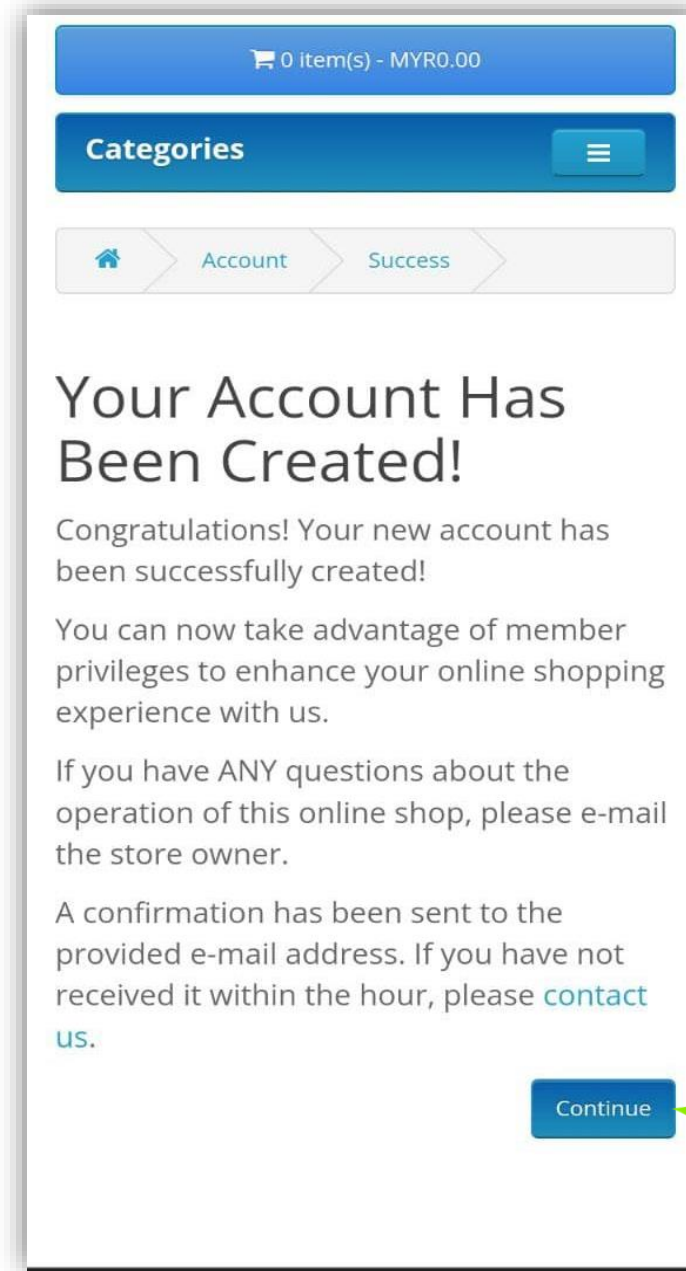 0 item(s) - MYR0.00
Categories
Account
Success
Your Account Has
Been Created!
Congratulations! Your new account has
been successfully created!
You can now take advantage of member
privileges to enhance your online shopping
experience with us.
If you have ANY questions about the
operation of this online shop, please e-mail
the store owner.
A confirmation has been sent to the
provided e-mail address. If you have not
received it within the hour, please contact
us.
Continue